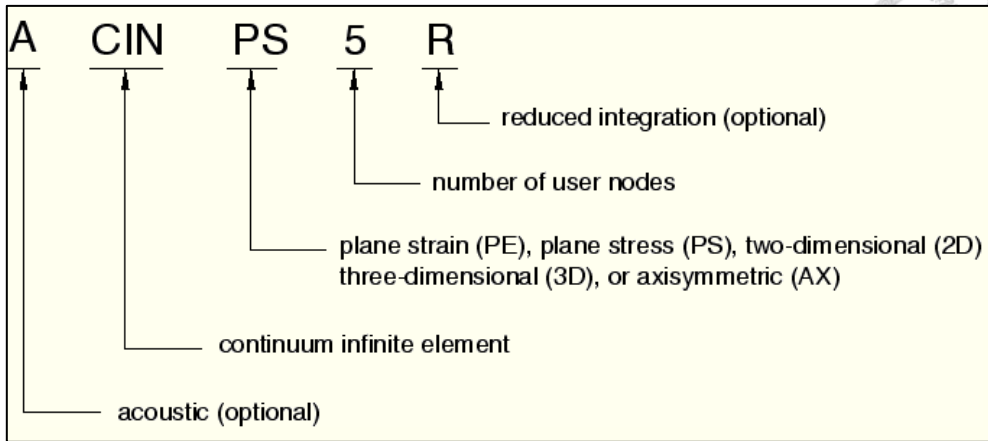 A CIN PS 5 R
reduced integration (optional)
number of user nodes
plane strain (PE), plane stress (PS), two-dimensional (2D)
three-dimensional (3D), or axisymmetric (AX)
continuum infinite element
acoustic (optional)